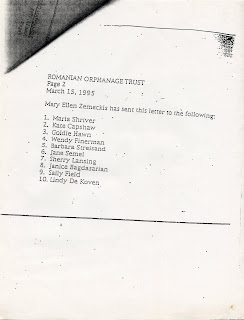 ROMANIAN ORPHANAGE TRUST
Page 2
March 15, 1995
Mary Ellen Zemeckis has sent this letter to the following:
1. Maria Shriver
2. Kate Capshaw
3. Goldie Hawn
4. Wendy Finerman
5. Barbara Streisand
6. Jane Semel
7. Sherry Lansing
8. Janice Bagdasarian
9. Sally Field
10. Lindy De Koven